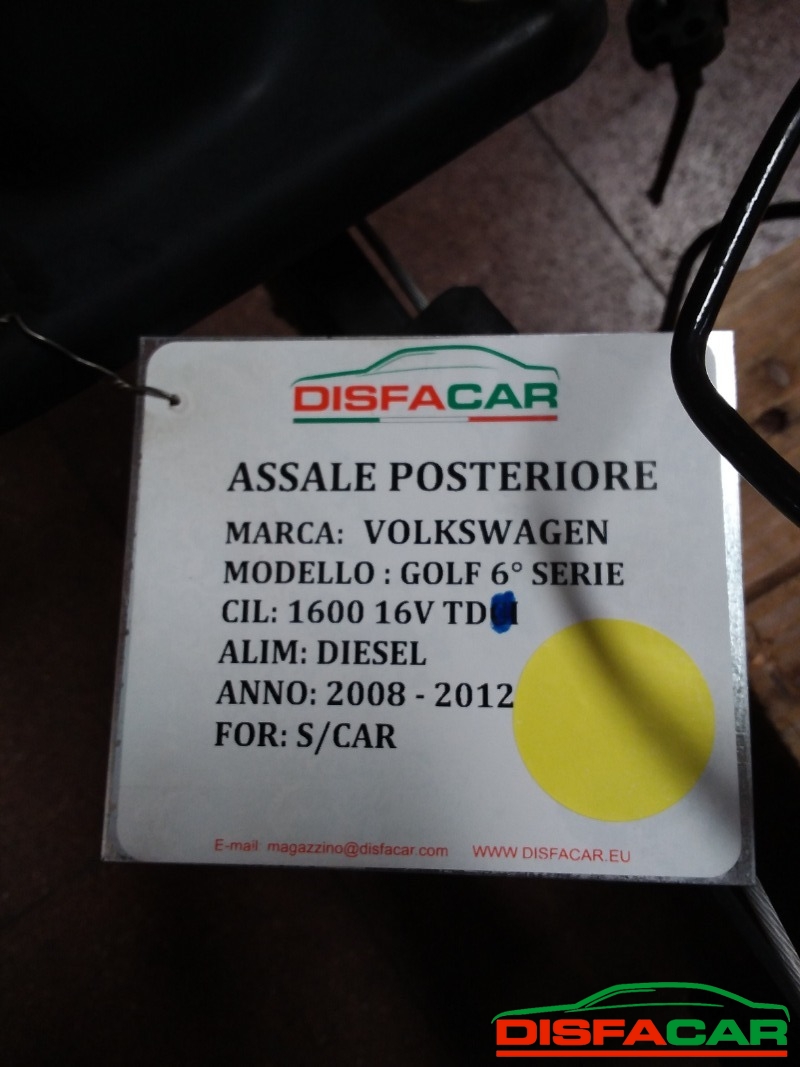 DISFACAR
ASSALE POSTERIORE
MARCA: VOLKSWAGEN
MODELLO : GOLF 6° SERIE
CIL: 1600 16V
ALIM: DIESEL
ANNO: 2008 - 2012
FOR: S/CAR
E-mail: magazzino@disfacar.com WWW.DISFACAR.EU
DISFACAR